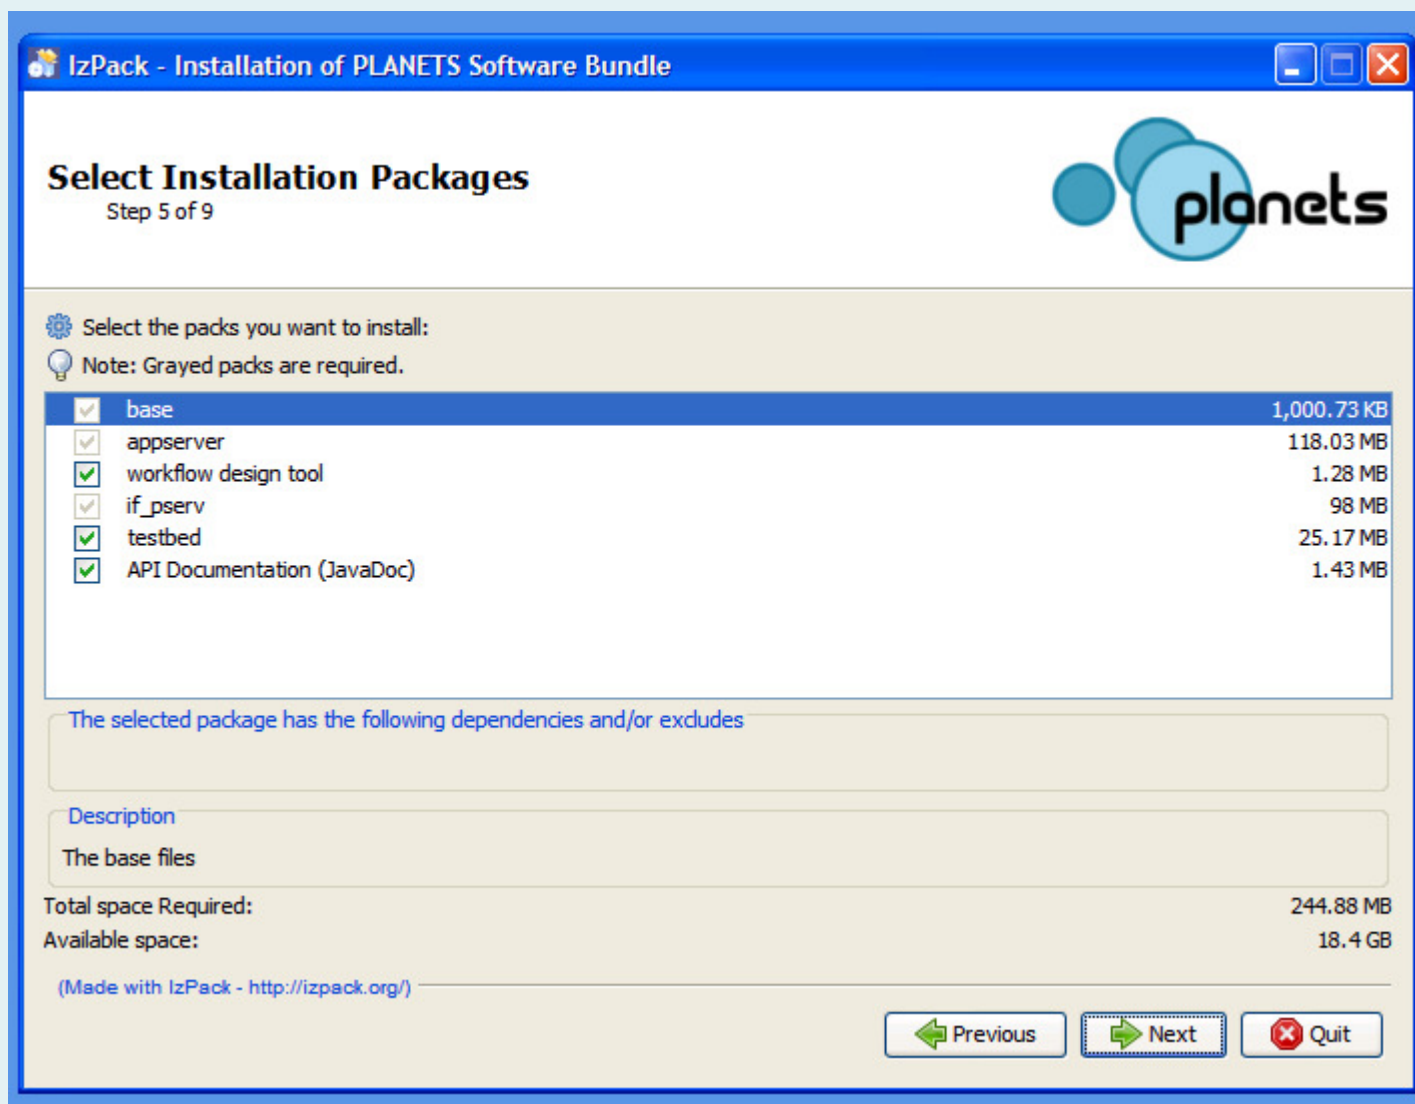 IzPack - Installation of PLANETS Software Bundle
Select Installation Packages
Step 5 of 9
planets
Select the packs you want to install:
Note: Grayed packs are required.
base 1,000.73 KB
appserver 118.03 MB
workflow design tool 1.28 MB
if_pserv 98 MB
testbed 25.17 MB
API Documentation (JavaDoc) 1.43 MB
The selected package has the following dependencies and/or excludes
Description
The base files
Total space Required: 244.88 MB
Available space: 18.4 GB
(Made with IzPack - http://izpack.org/)
Previous Next Quit